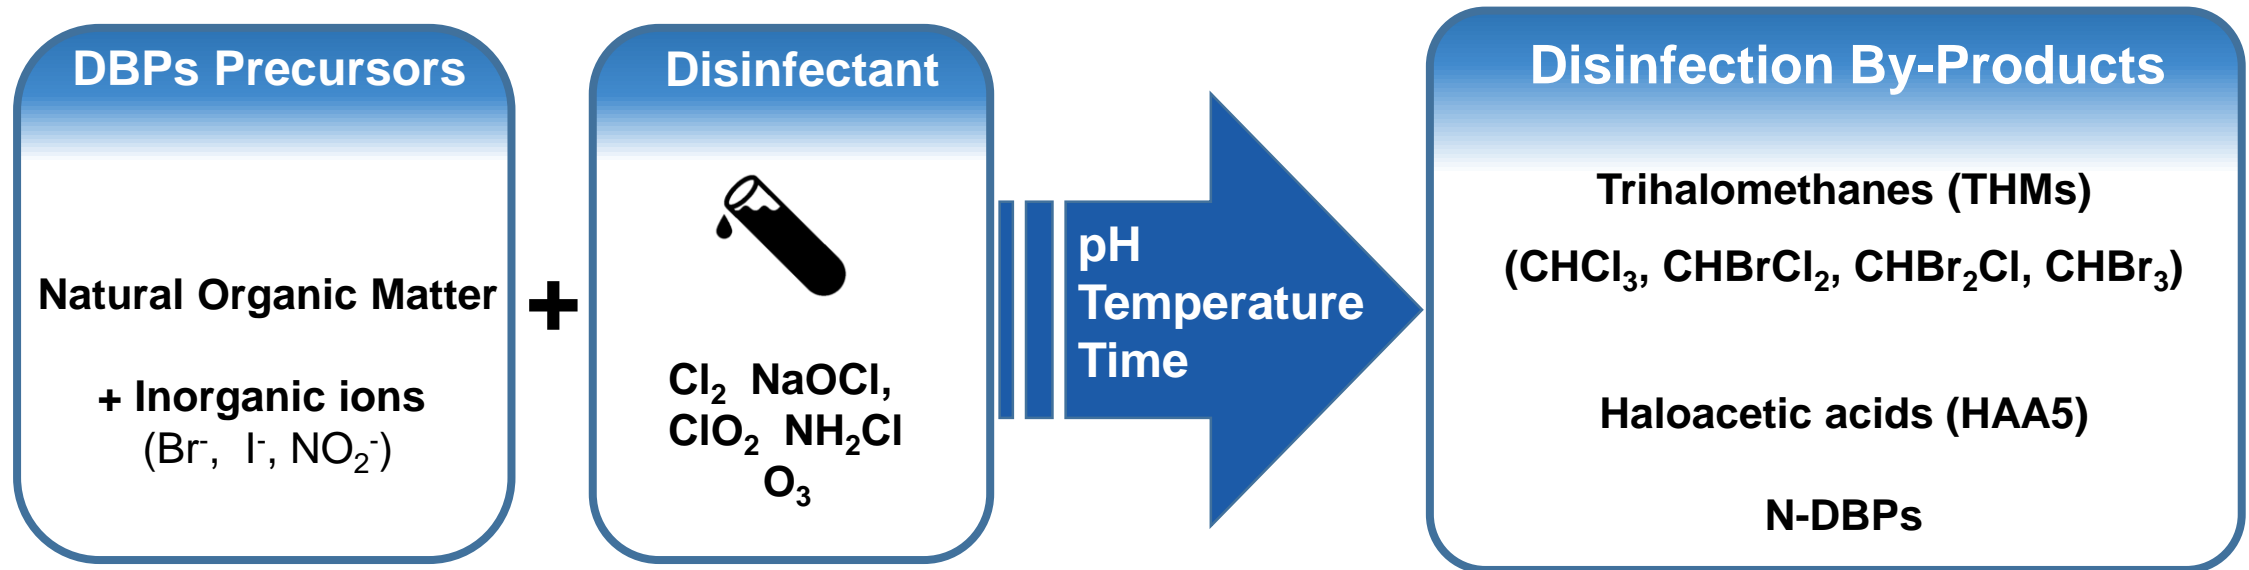 DBPs Precursors
Natural Organic Matter
+ Inorganic ions
(Br⁻, I⁻, NO₂⁻)
+
Disinfectant
Cl₂ NaOCl,
ClO₂ NH₂Cl
O₃
pH
Temperature
Time
Disinfection By-Products
Trihalomethanes (THMs)
(CHCl₃, CHBrCl₂, CHBr₂Cl, CHBr₃)
Haloacetic acids (HAA5)
N-DBPs